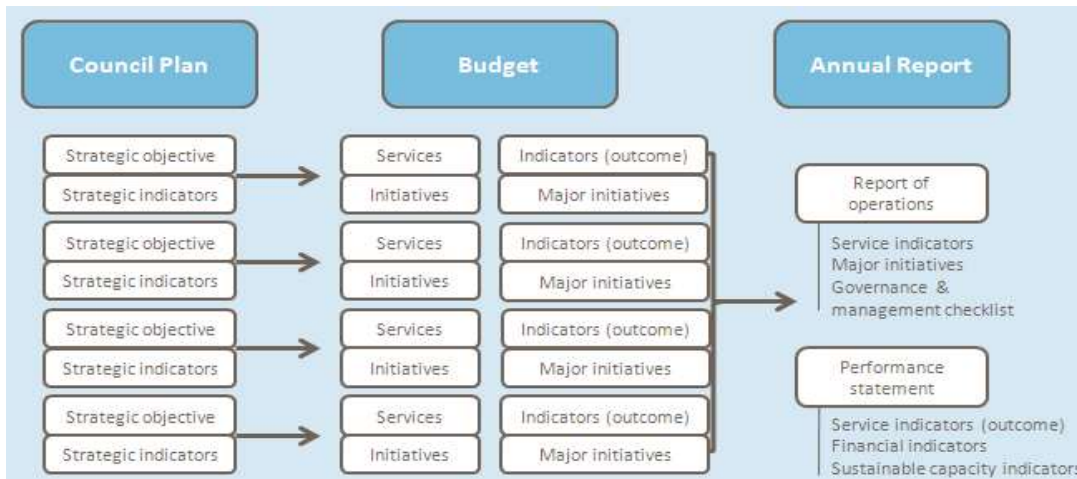 Council Plan
Budget
Annual Report
Strategic objective
Strategic indicators
Services
Initiatives
Indicators (outcome)
Major initiatives
Strategic objective
Strategic indicators
Services
Initiatives
Indicators (outcome)
Major initiatives
Strategic objective
Strategic indicators
Services
Initiatives
Indicators (outcome)
Major initiatives
Strategic objective
Strategic indicators
Services
Initiatives
Indicators (outcome)
Major initiatives
Report of
operations
Service indicators
Major initiatives
Governance &
management checklist
Performance
statement
Service indicators (outcome)
Financial indicators
Sustainable capacity indicators